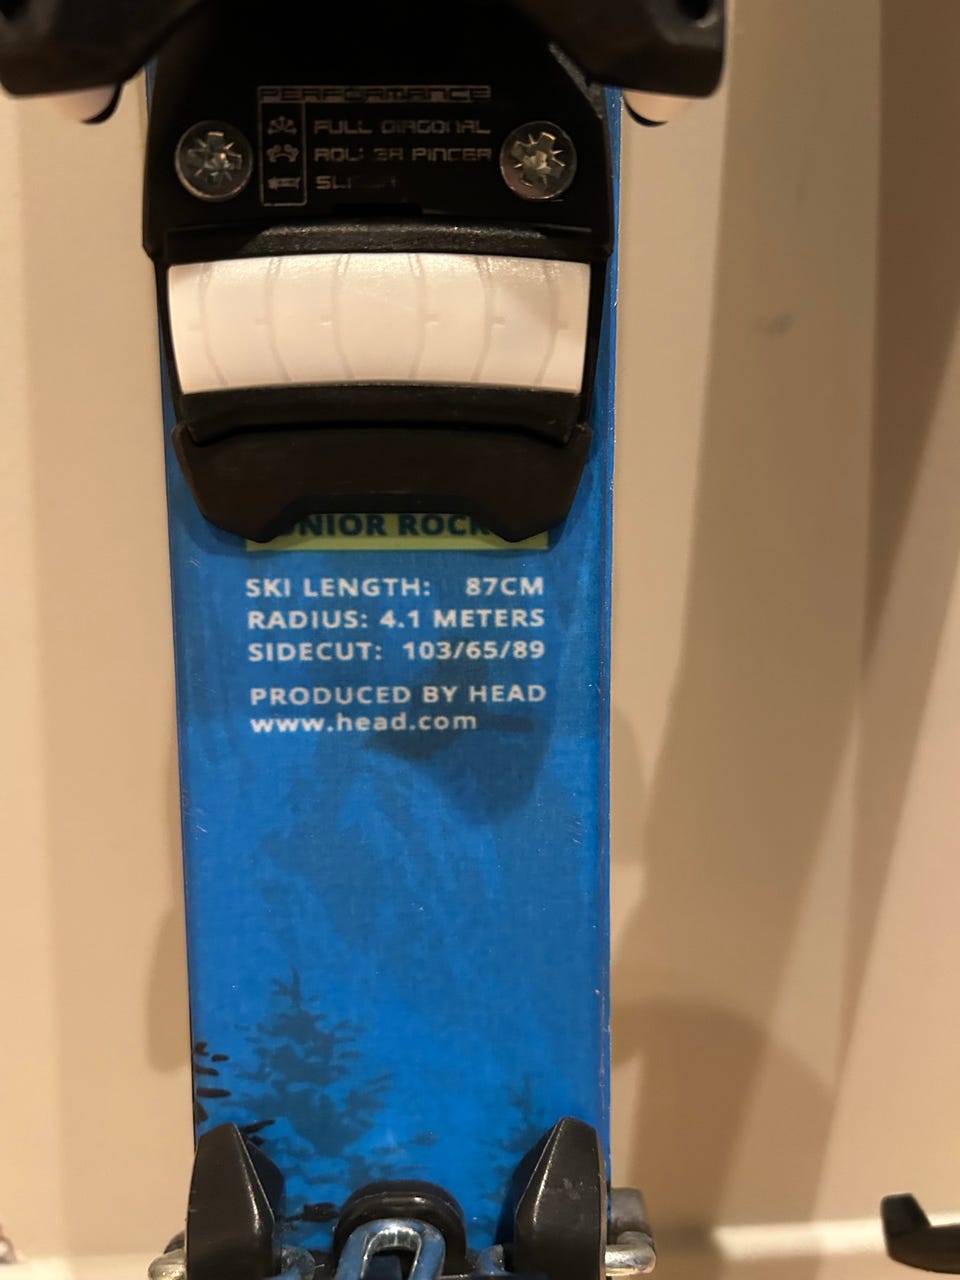 PERFORMANCE
FULL DIAGONAL
ROLLER PINCER
NIOR ROCK
SKI LENGTH: 87CM
RADIUS: 4.1 METERS
SIDECUT: 103/65/89
PRODUCED BY HEAD
www.head.com